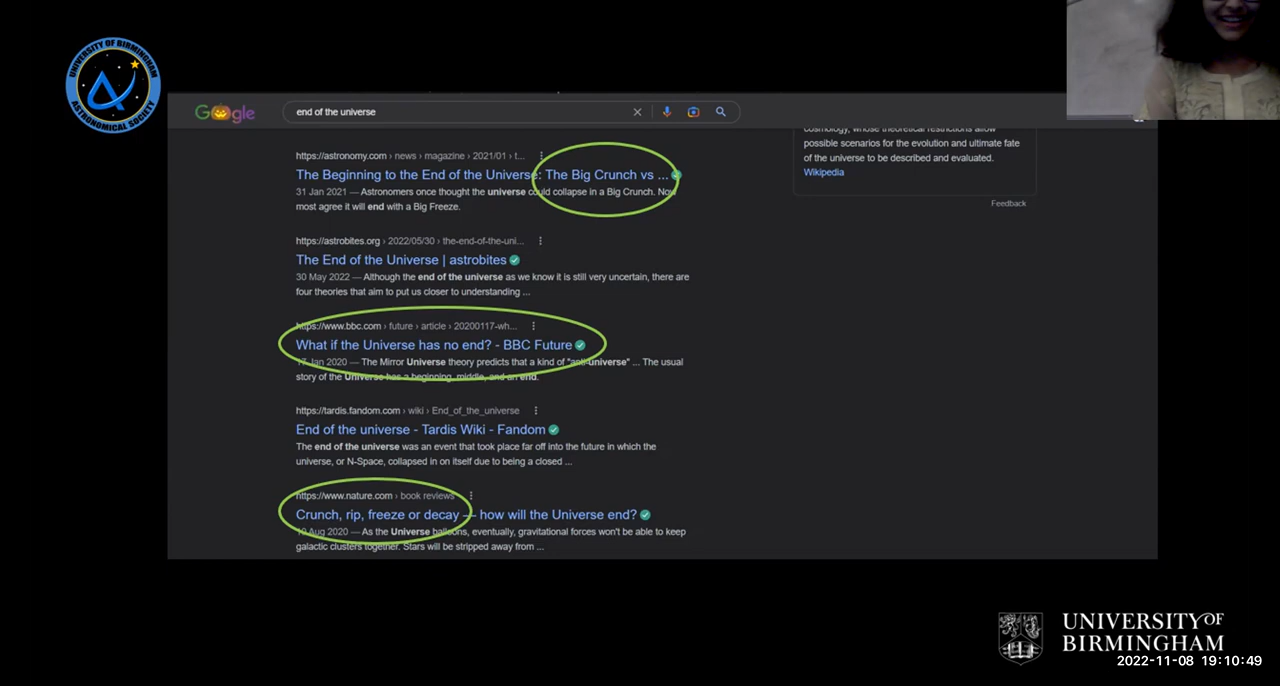 UNIVERSITY OF BIRMINGHAM
ASTRONOMICAL SOCIETY
Google
end of the universe
cosmology, whose theoretical restrictions allow
possible scenarios for the evolution and ultimate fate
of the universe to be described and evaluated.
Wikipedia
Feedback
https://astronomy.com › news › magazine › 2021/01 › t...
The Beginning to the End of the Universe: The Big Crunch vs ...
31 Jan 2021 — Astronomers once thought the universe could collapse in a Big Crunch. Now
most agree it will end with a Big Freeze.
https://astrobites.org › 2022/05/30 › the-end-of-the-uni...
The End of the Universe | astrobites
30 May 2022 — Although the end of the universe as we know it is still very uncertain, there are
four theories that aim to put us closer to understanding ...
https://www.bbc.com › future › article › 20200117-wh...
What if the Universe has no end? - BBC Future
17 Jan 2020 — The Mirror Universe theory predicts that a kind of "anti-universe" ... The usual
story of the Universe has a beginning, middle, and an end.
https://tardis.fandom.com › wiki › End_of_the_universe
End of the universe - Tardis Wiki - Fandom
The end of the universe was an event that took place far off into the future in which the
universe, or N-Space, collapsed in on itself due to being a closed ...
https://www.nature.com › book reviews
Crunch, rip, freeze or decay — how will the Universe end?
19 Aug 2020 — As the Universe balloons, eventually, gravitational forces won't be able to keep
galactic clusters together. Stars will be stripped away from ...
UNIVERSITY OF
BIRMINGHAM
2022-11-08 19:10:49